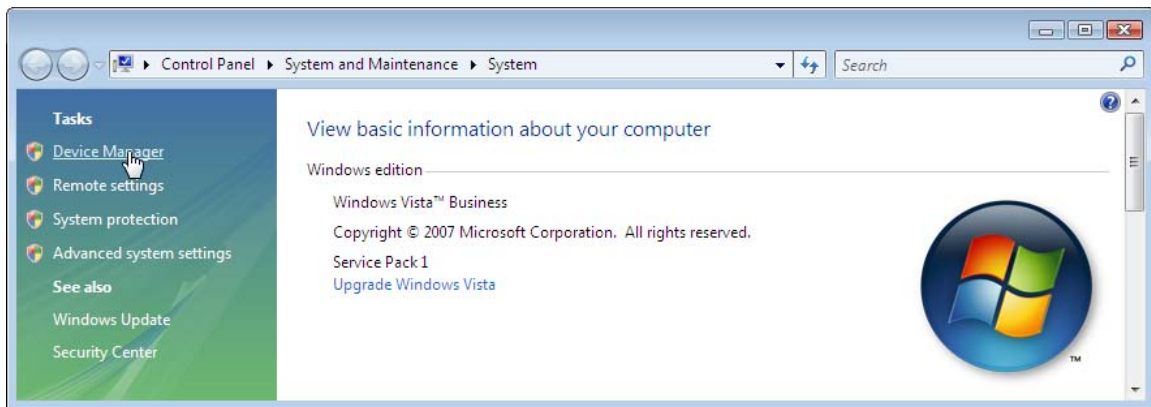 Control Panel ▸ System and Maintenance ▸ System
Search
Tasks
Device Manager
Remote settings
System protection
Advanced system settings
See also
Windows Update
Security Center
View basic information about your computer
Windows edition
Windows Vista™ Business
Copyright © 2007 Microsoft Corporation. All rights reserved.
Service Pack 1
Upgrade Windows Vista
TM